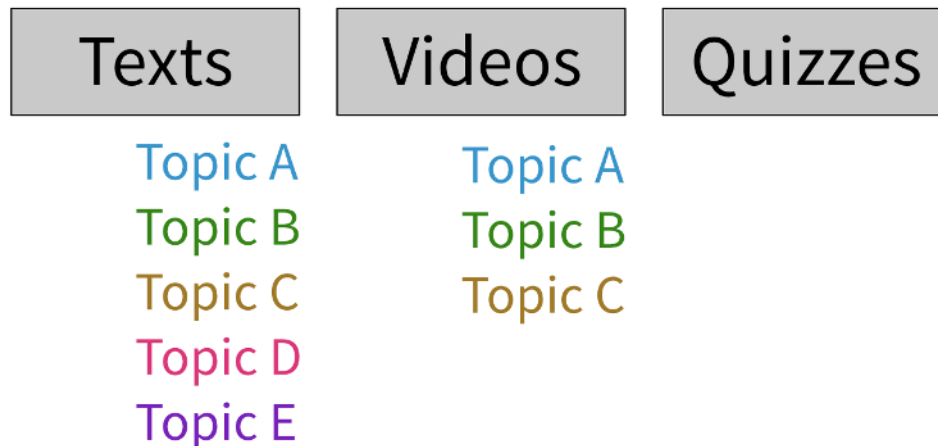 Texts Videos Quizzes
Topic A Topic A
Topic B Topic B
Topic C Topic C
Topic D
Topic E